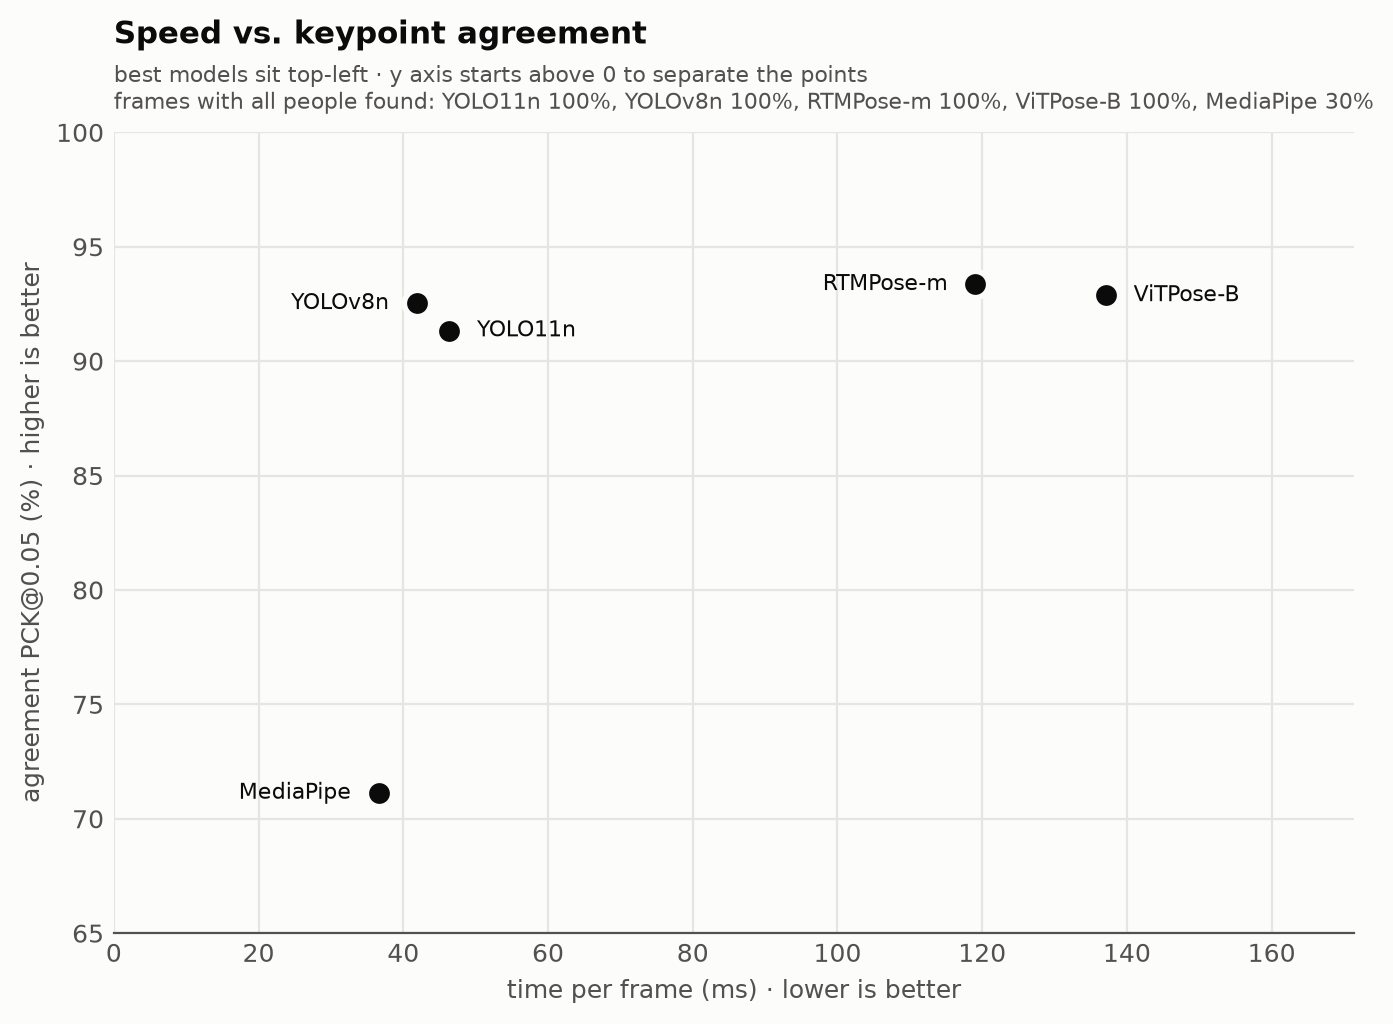 Speed vs. keypoint agreement
best models sit top-left · y axis starts above 0 to separate the points
frames with all people found: YOLO11n 100%, YOLOv8n 100%, RTMPose-m 100%, ViTPose-B 100%, MediaPipe 30%
100
95
90
85
80
75
70
65
agreement PCK@0.05 (%) · higher is better
RTMPose-m
ViTPose-B
YOLOv8n
YOLO11n
MediaPipe
0 20 40 60 80 100 120 140 160
time per frame (ms) · lower is better